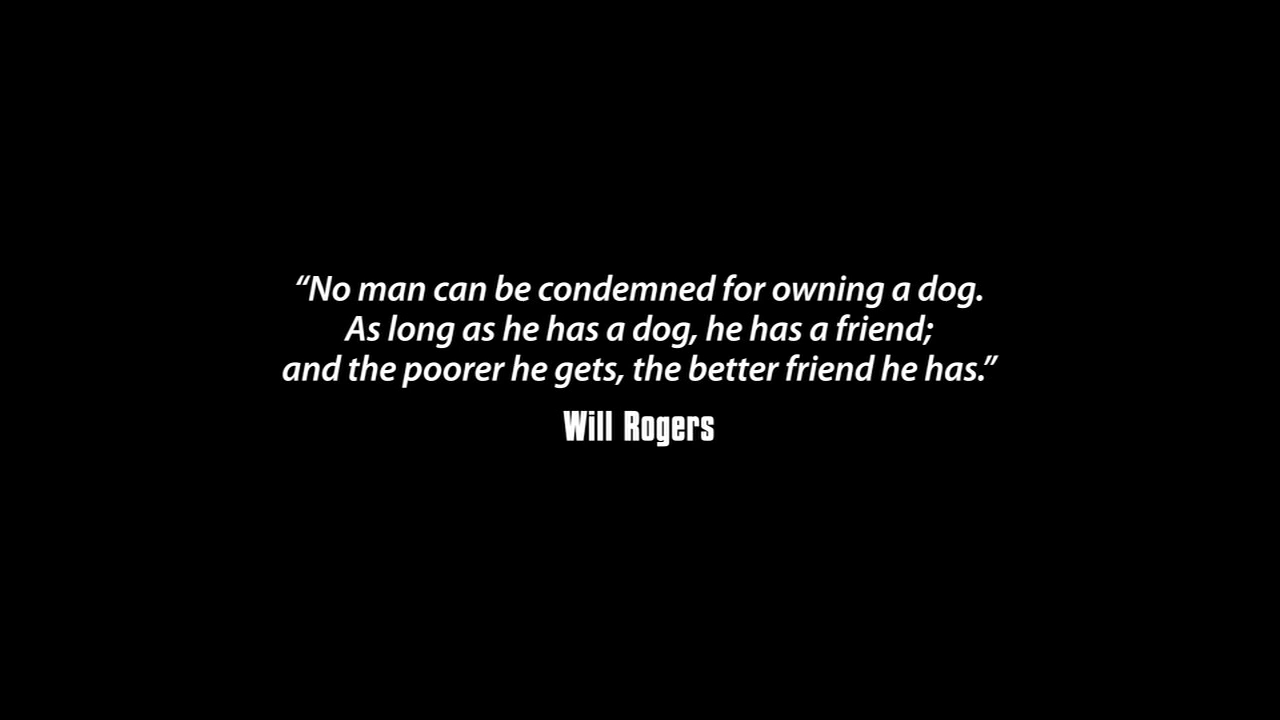 “No man can be condemned for owning a dog.
As long as he has a dog, he has a friend;
and the poorer he gets, the better friend he has.”
Will Rogers